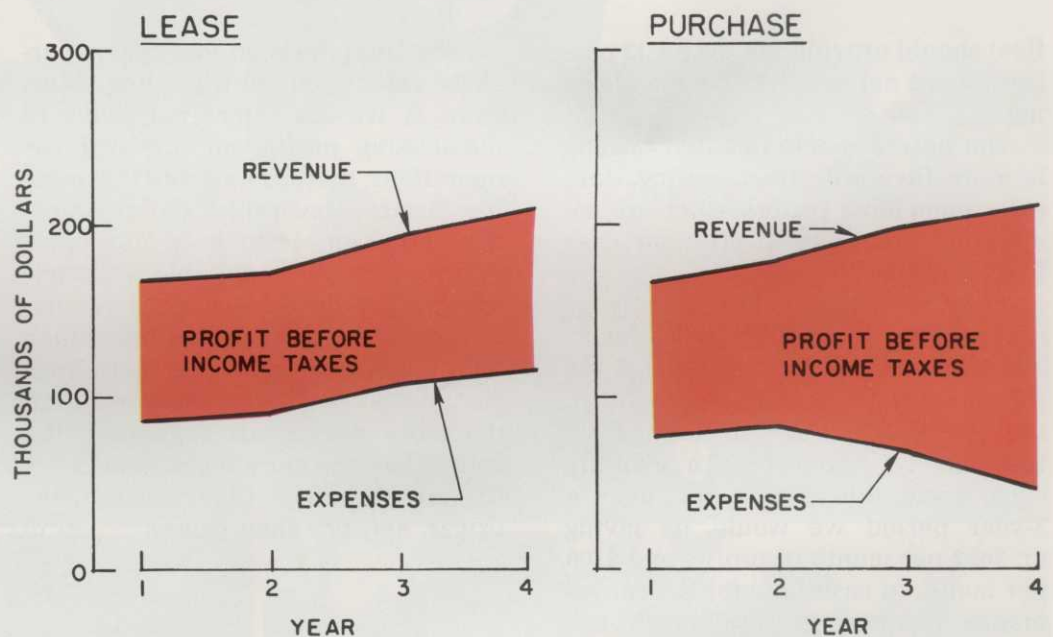 LEASE
300
200
100
0
THOUSANDS OF DOLLARS
REVENUE
PROFIT BEFORE
INCOME TAXES
EXPENSES
1 2 3 4
YEAR
PURCHASE
REVENUE
PROFIT BEFORE
INCOME TAXES
EXPENSES
1 2 3 4
YEAR